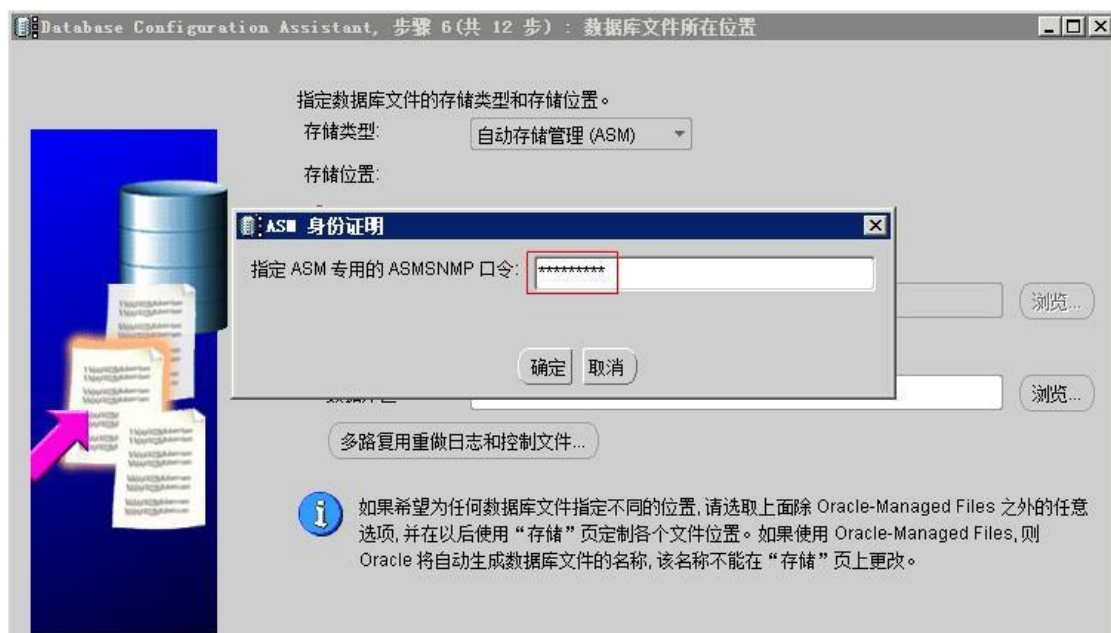 Database Configuration Assistant, 步骤 6(共 12 步) : 数据库文件所在位置
指定数据库文件的存储类型和存储位置。
存储类型:
自动存储管理 (ASM)
存储位置:
ASM 身份证明
指定 ASM 专用的 ASMSNMP 口令:
*********
浏览...
确定
取消
浏览...
多路复用重做日志和控制文件...
如果希望为任何数据库文件指定不同的位置, 请选取上面除 Oracle-Managed Files 之外的任意
选项, 并在以后使用“存储”页定制各个文件位置。如果使用 Oracle-Managed Files, 则
Oracle 将自动生成数据库文件的名称, 该名称不能在“存储”页上更改。